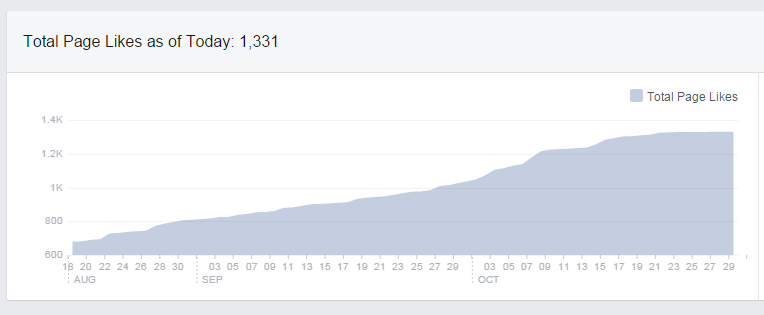 Total Page Likes as of Today: 1,331
Total Page Likes
1.4K
1.2K
1K
800
600
18 20 22 24 26 28 30 03 05 07 09 11 13 15 17 19 21 23 25 27 29 03 05 07 09 11 13 15 17 19 21 23 25 27 29
AUG SEP OCT